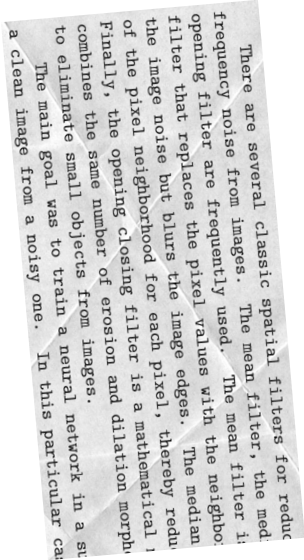 There are several classic spatial filters for reduc
frequency noise from images. The mean filter, the med
opening filter are frequently used. The mean filter is
filter that replaces the pixel values with the neighbo
the image noise but blurs the image edges. The median
of the pixel neighborhood for each pixel, thereby redu
Finally, the opening closing filter is a mathematical
combines the same number of erosion and dilation morph
to eliminate small objects from images.
The main goal was to train a neural network in a su
a clean image from a noisy one. In this particular ca